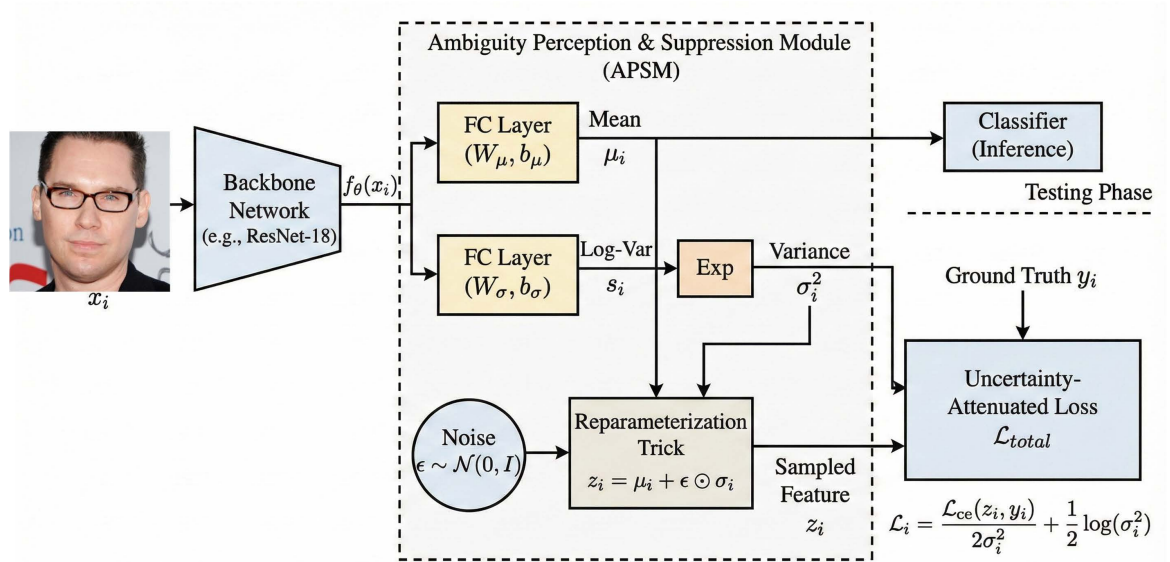 Ambiguity Perception & Suppression Module
(APSM)
FC Layer
(W_μ, b_μ)
Mean
μ_i
Classifier
(Inference)
Testing Phase
Backbone
Network
(e.g., ResNet-18)
f_θ(x_i)
x_i
FC Layer
(W_σ, b_σ)
Log-Var
s_i
Exp
Variance
σ_i^2
Ground Truth y_i
Uncertainty-
Attenuated Loss
ℒ_total
Noise
ϵ ∼ 𝒩(0, I)
Reparameterization
Trick
z_i = μ_i + ϵ ⊙ σ_i
Sampled
Feature
z_i
ℒ_i = ℒ_ce(z_i, y_i) / 2σ_i^2 + 1/2 log(σ_i^2)